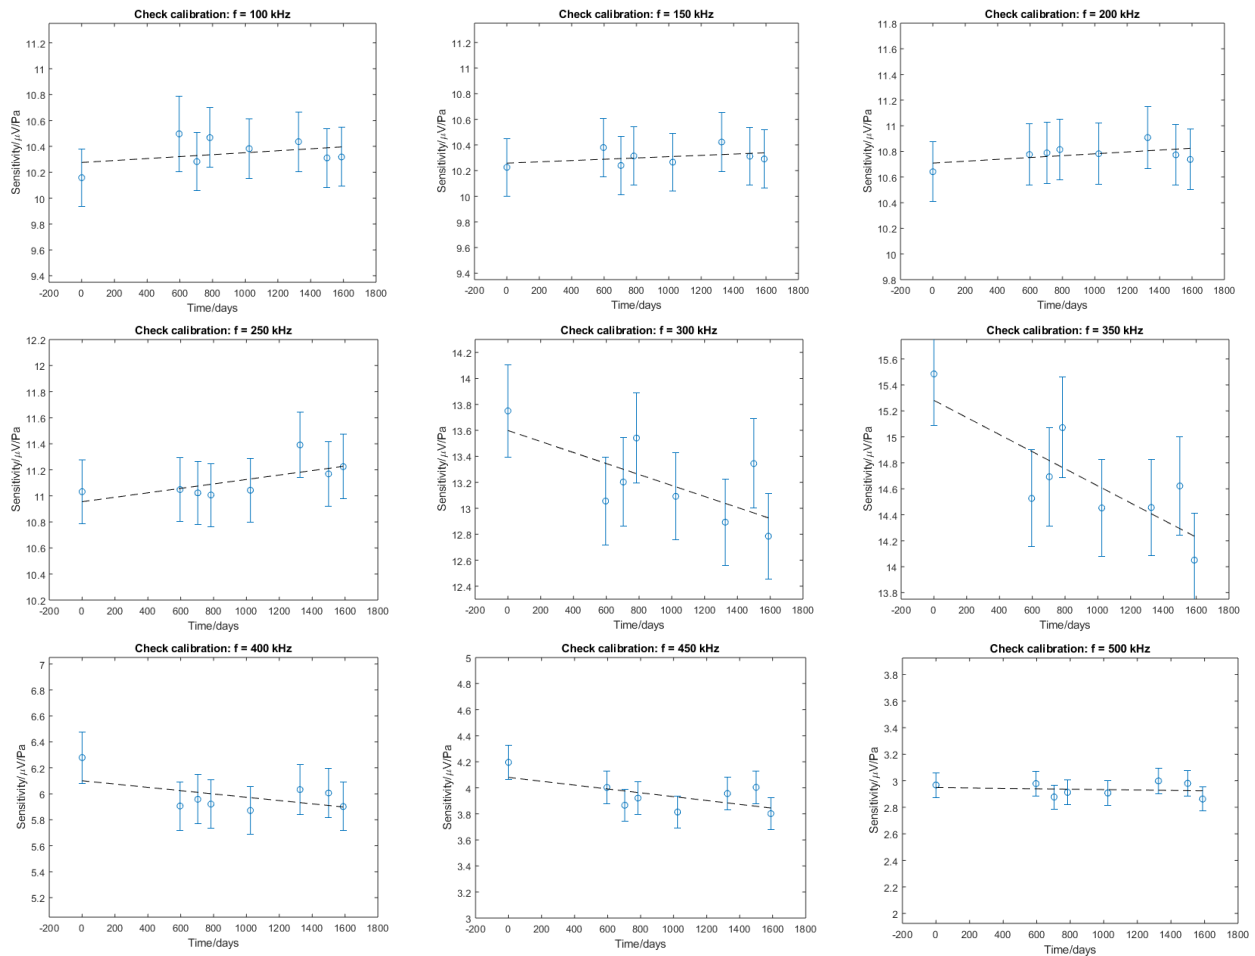 Check calibration: f = 100 kHz
Sensitivity/μV/Pa
11.2
11
10.8
10.6
10.4
10.2
10
9.8
9.6
9.4
-200 0 200 400 600 800 1000 1200 1400 1600 1800
Time/days
Check calibration: f = 150 kHz
Sensitivity/μV/Pa
11.2
11
10.8
10.6
10.4
10.2
10
9.8
9.6
9.4
-200 0 200 400 600 800 1000 1200 1400 1600 1800
Time/days
Check calibration: f = 200 kHz
Sensitivity/μV/Pa
11.8
11.6
11.4
11.2
11
10.8
10.6
10.4
10.2
10
9.8
-200 0 200 400 600 800 1000 1200 1400 1600 1800
Time/days
Check calibration: f = 250 kHz
Sensitivity/μV/Pa
12.2
12
11.8
11.6
11.4
11.2
11
10.8
10.6
10.4
10.2
-200 0 200 400 600 800 1000 1200 1400 1600 1800
Time/days
Check calibration: f = 300 kHz
Sensitivity/μV/Pa
14.2
14
13.8
13.6
13.4
13.2
13
12.8
12.6
12.4
-200 0 200 400 600 800 1000 1200 1400 1600 1800
Time/days
Check calibration: f = 350 kHz
Sensitivity/μV/Pa
15.6
15.4
15.2
15
14.8
14.6
14.4
14.2
14
13.8
-200 0 200 400 600 800 1000 1200 1400 1600 1800
Time/days
Check calibration: f = 400 kHz
Sensitivity/μV/Pa
7
6.8
6.6
6.4
6.2
6
5.8
5.6
5.4
5.2
-200 0 200 400 600 800 1000 1200 1400 1600 1800
Time/days
Check calibration: f = 450 kHz
Sensitivity/μV/Pa
5
4.8
4.6
4.4
4.2
4
3.8
3.6
3.4
3.2
3
-200 0 200 400 600 800 1000 1200 1400 1600 1800
Time/days
Check calibration: f = 500 kHz
Sensitivity/μV/Pa
3.8
3.6
3.4
3.2
3
2.8
2.6
2.4
2.2
2
-200 0 200 400 600 800 1000 1200 1400 1600 1800
Time/days